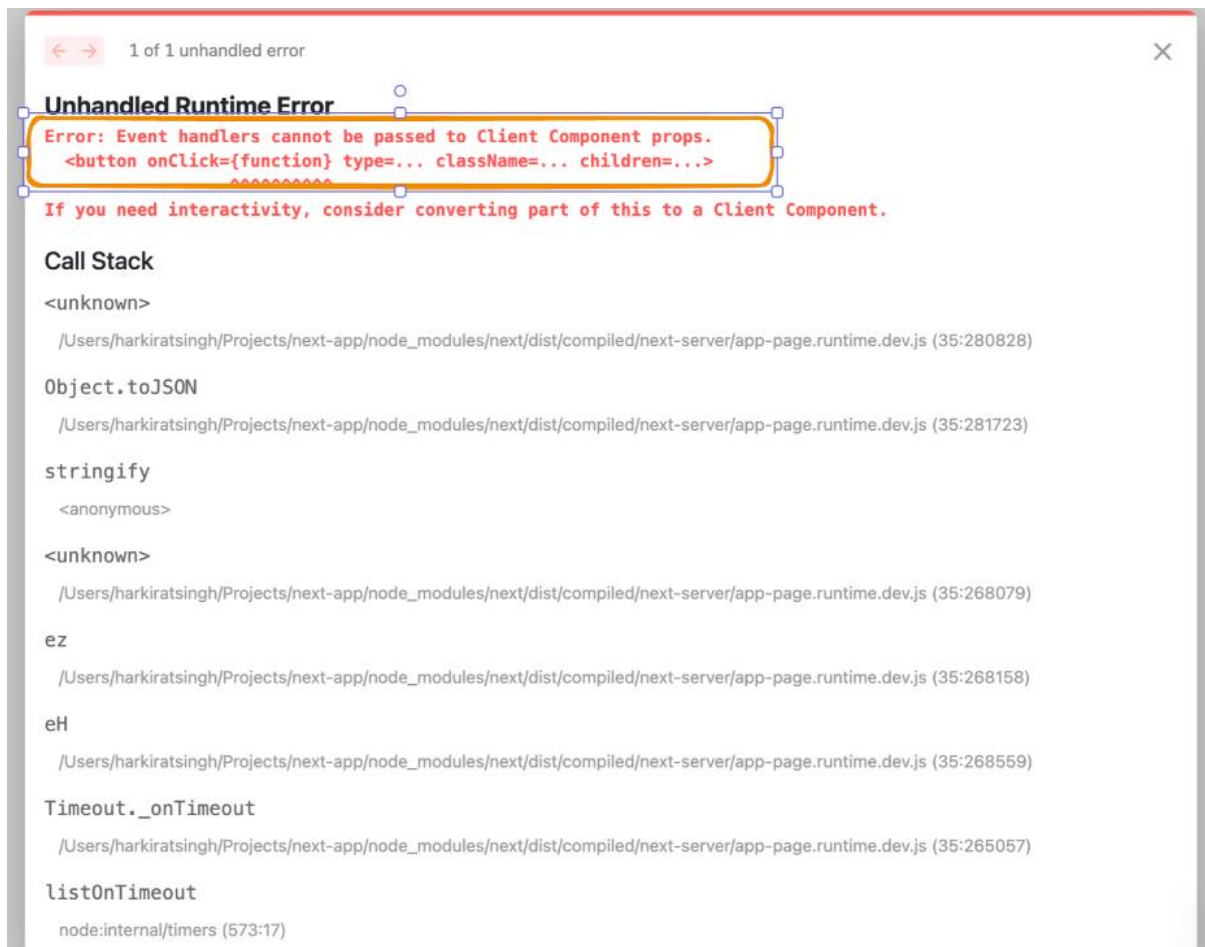 1 of 1 unhandled error
Unhandled Runtime Error
Error: Event handlers cannot be passed to Client Component props.
<button onClick={function} type=... className=... children=...>
^^^^^^^^^^
If you need interactivity, consider converting part of this to a Client Component.
Call Stack
<unknown>
/Users/harkiratsingh/Projects/next-app/node_modules/next/dist/compiled/next-server/app-page.runtime.dev.js (35:280828)
Object.toJSON
/Users/harkiratsingh/Projects/next-app/node_modules/next/dist/compiled/next-server/app-page.runtime.dev.js (35:281723)
stringify
<anonymous>
<unknown>
/Users/harkiratsingh/Projects/next-app/node_modules/next/dist/compiled/next-server/app-page.runtime.dev.js (35:268079)
ez
/Users/harkiratsingh/Projects/next-app/node_modules/next/dist/compiled/next-server/app-page.runtime.dev.js (35:268158)
eH
/Users/harkiratsingh/Projects/next-app/node_modules/next/dist/compiled/next-server/app-page.runtime.dev.js (35:268559)
Timeout._onTimeout
/Users/harkiratsingh/Projects/next-app/node_modules/next/dist/compiled/next-server/app-page.runtime.dev.js (35:265057)
listOnTimeout
node:internal/timers (573:17)